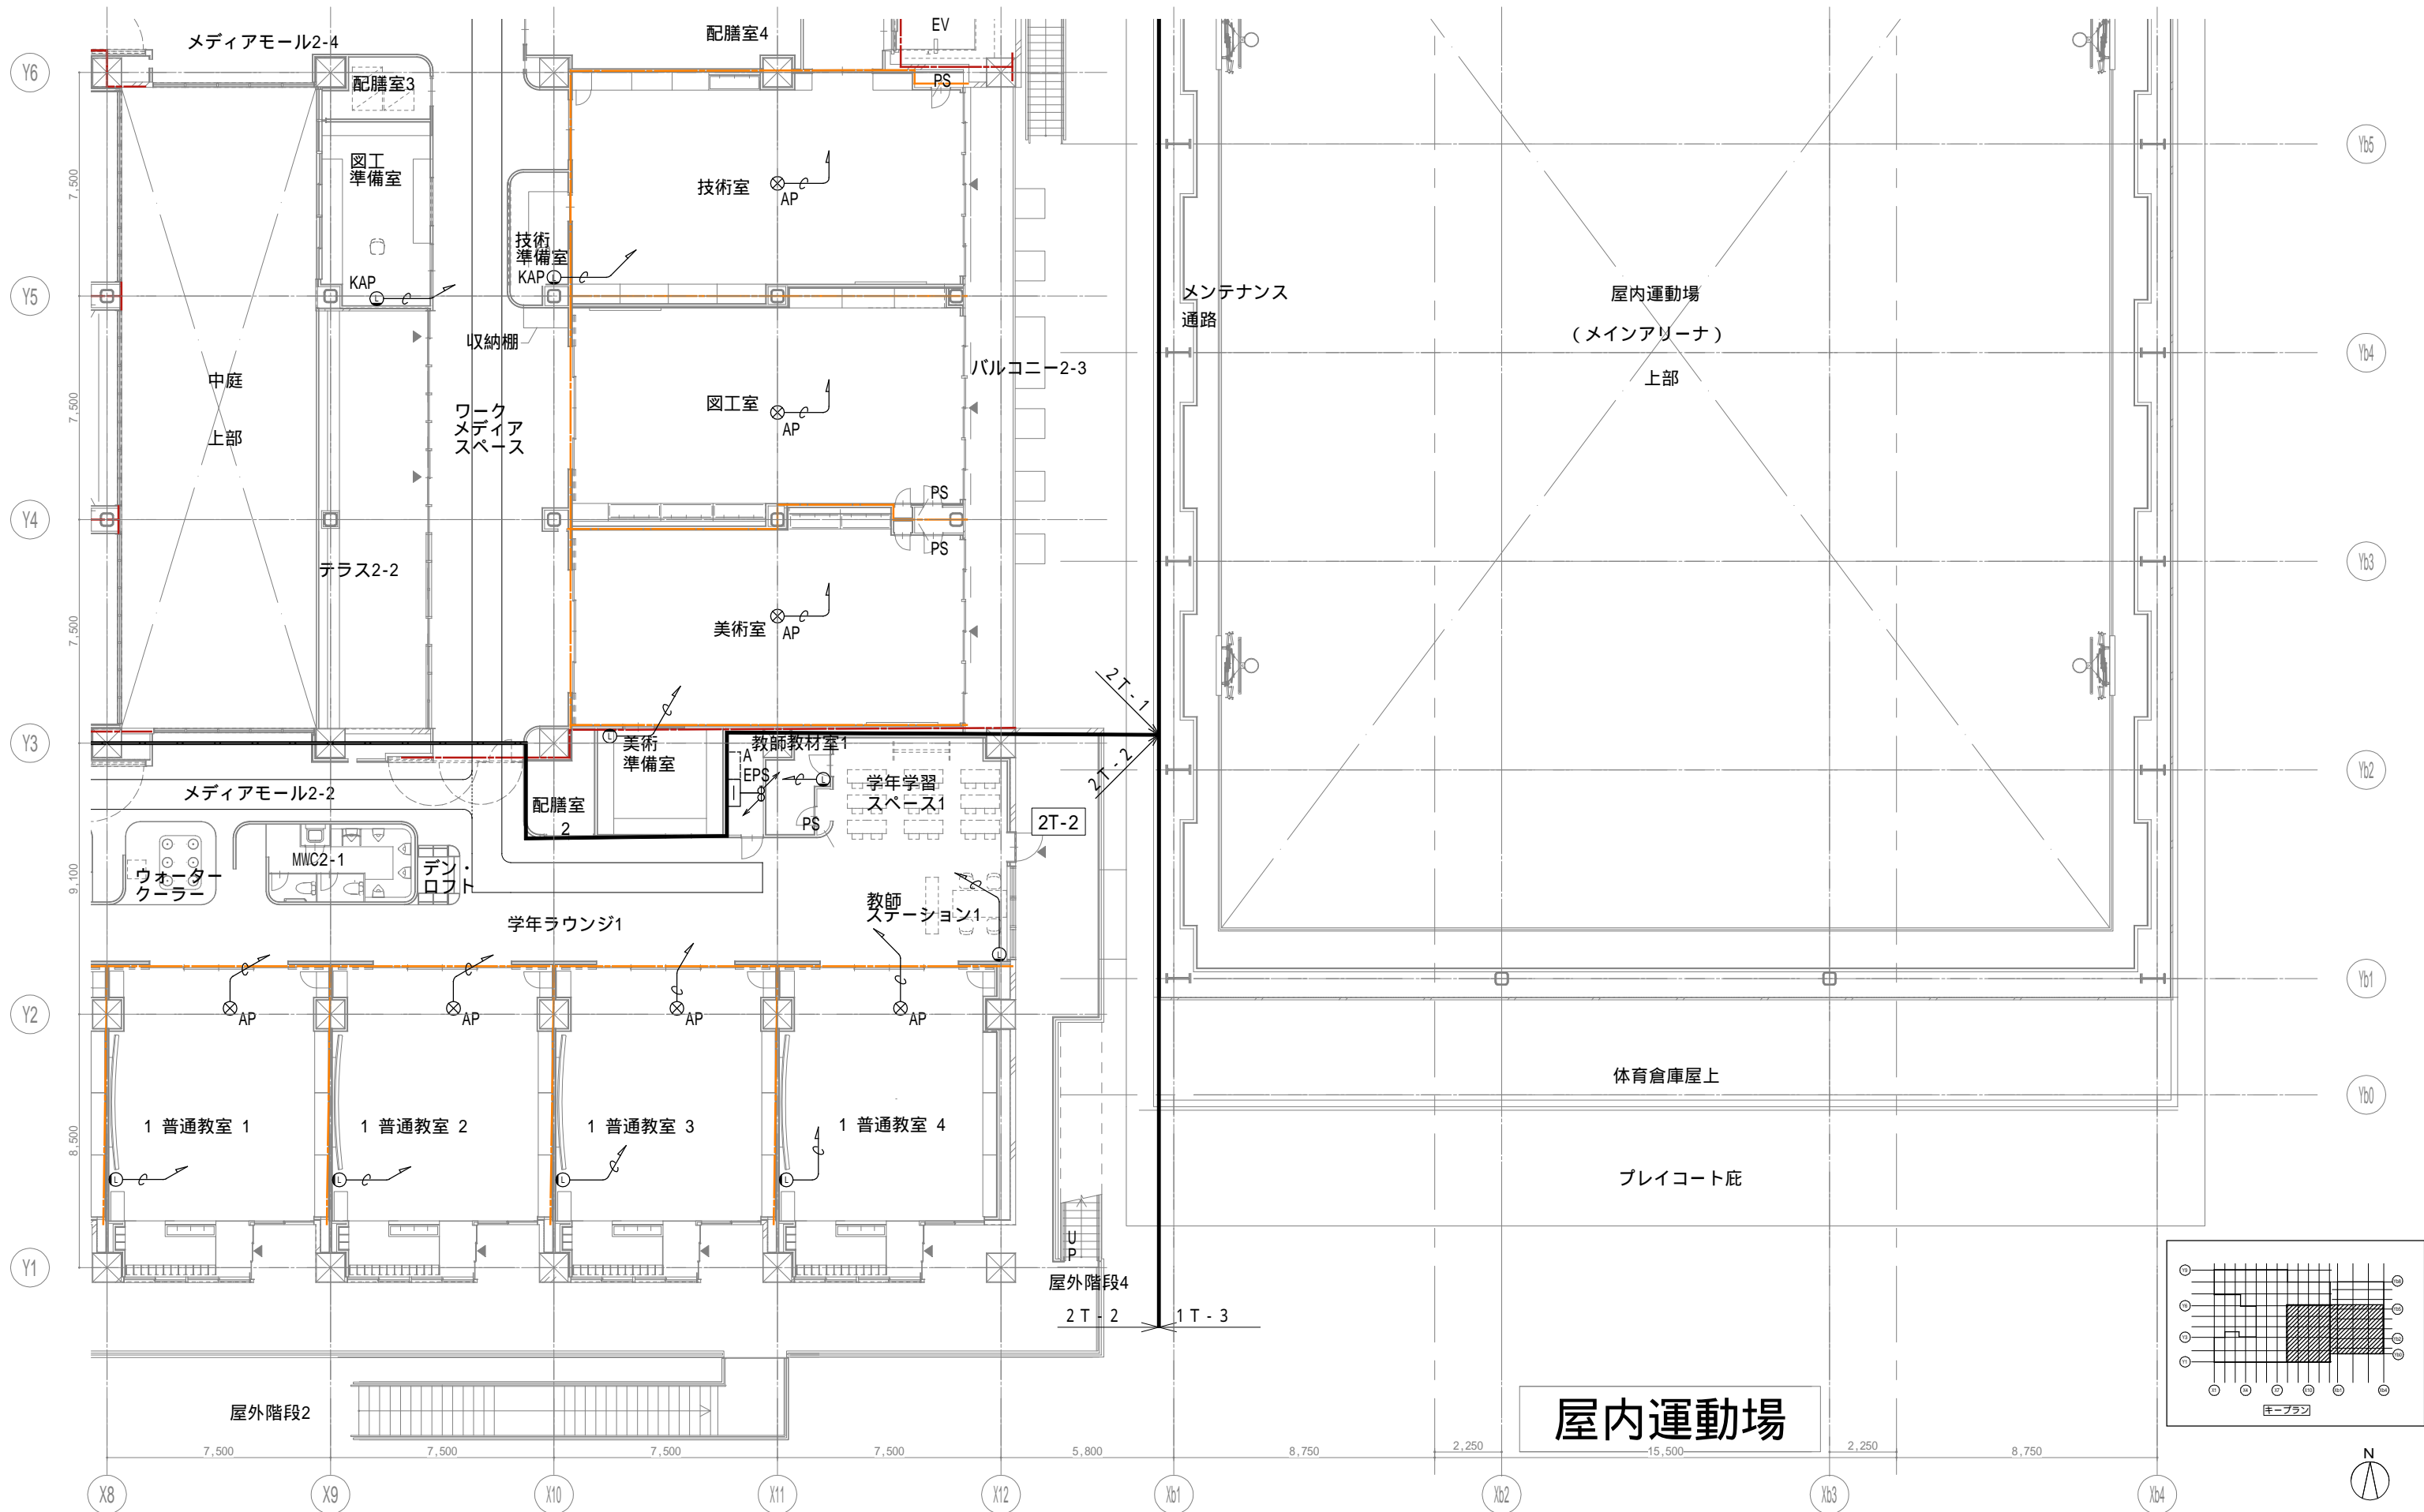 メディアモール2-4
配膳室4
EV
Y6
配膳室3
PS
Yb5
図工
準備室
7,500
技術室
AP
技術
準備室
KAP
KAP
Y5
メンテナンス
通路
屋内運動場
(メインアリーナ)
上部
収納棚
Yb4
バルコニー2-3
中庭
上部
7,500
ワーク
メディア
スペース
図工室
AP
PS
Y4
PS
Yb3
テラス2-2
7,500
美術室
AP
2T-1
2T-2
Y3
美術
準備室
教師教材室1
A
EPS
Yb2
メディアモール2-2
配膳室
2
学年学習
スペース1
PS
2T-2
MWC2-1
デン・
ロフト
ウォーター
クーラー
9,100
教師
ステーション1
学年ラウンジ1
Yb1
Y2
AP
AP
AP
AP
体育倉庫屋上
Yb0
1 普通教室 1
1 普通教室 2
1 普通教室 3
1 普通教室 4
8,500
プレイコート庇
UP
Y1
屋外階段4
2T-2
1T-3
屋外階段2
屋内運動場
キープラン
7,500
7,500
7,500
7,500
5,800
8,750
2,250
15,500
2,250
8,750
N
X8
X9
X10
X11
X12
Xb1
Xb2
Xb3
Xb4